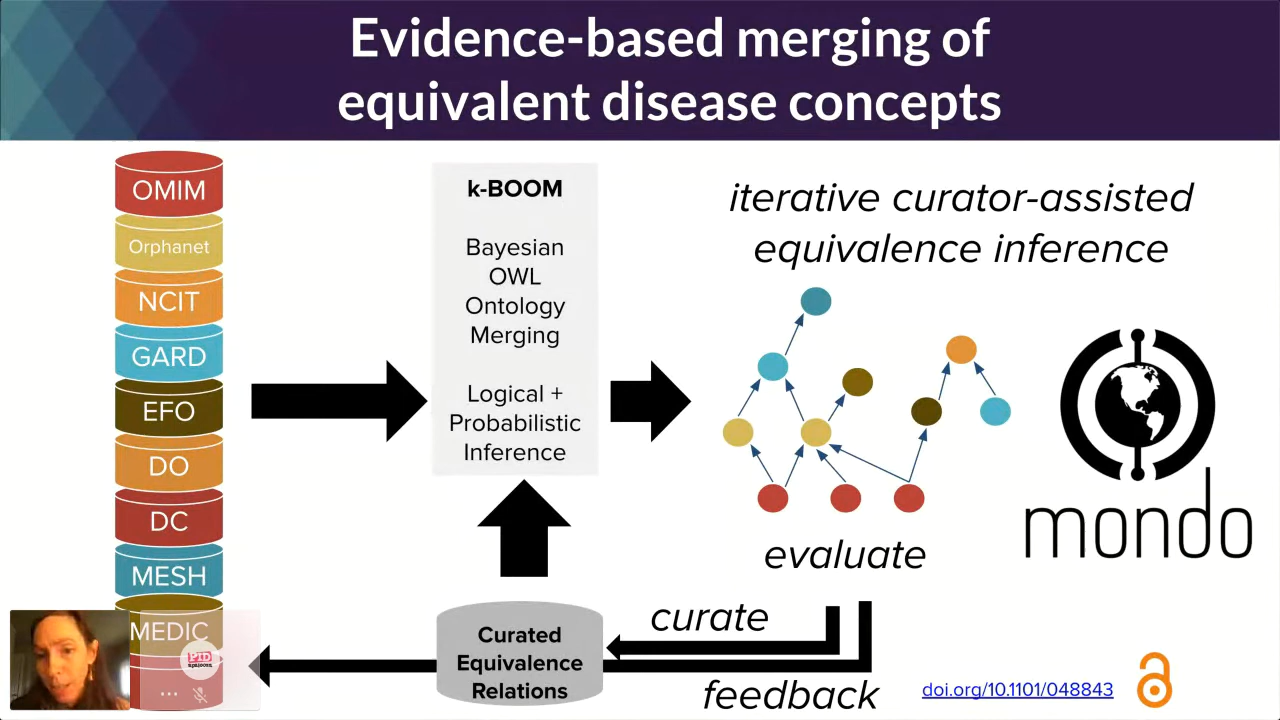 Evidence-based merging of
equivalent disease concepts
OMIM
Orphanet
NCIT
GARD
EFO
DO
DC
MESH
MEDIC
PID
k-BOOM
Bayesian
OWL
Ontology
Merging
Logical +
Probabilistic
Inference
Curated
Equivalence
Relations
iterative curator-assisted
equivalence inference
evaluate
curate
feedback
mondo
doi.org/10.1101/048843